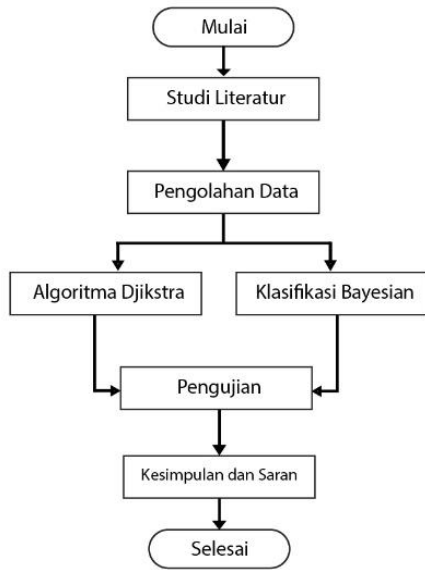 Mulai
Studi Literatur
Pengolahan Data
Algoritma Djikstra
Klasifikasi Bayesian
Pengujian
Kesimpulan dan Saran
Selesai